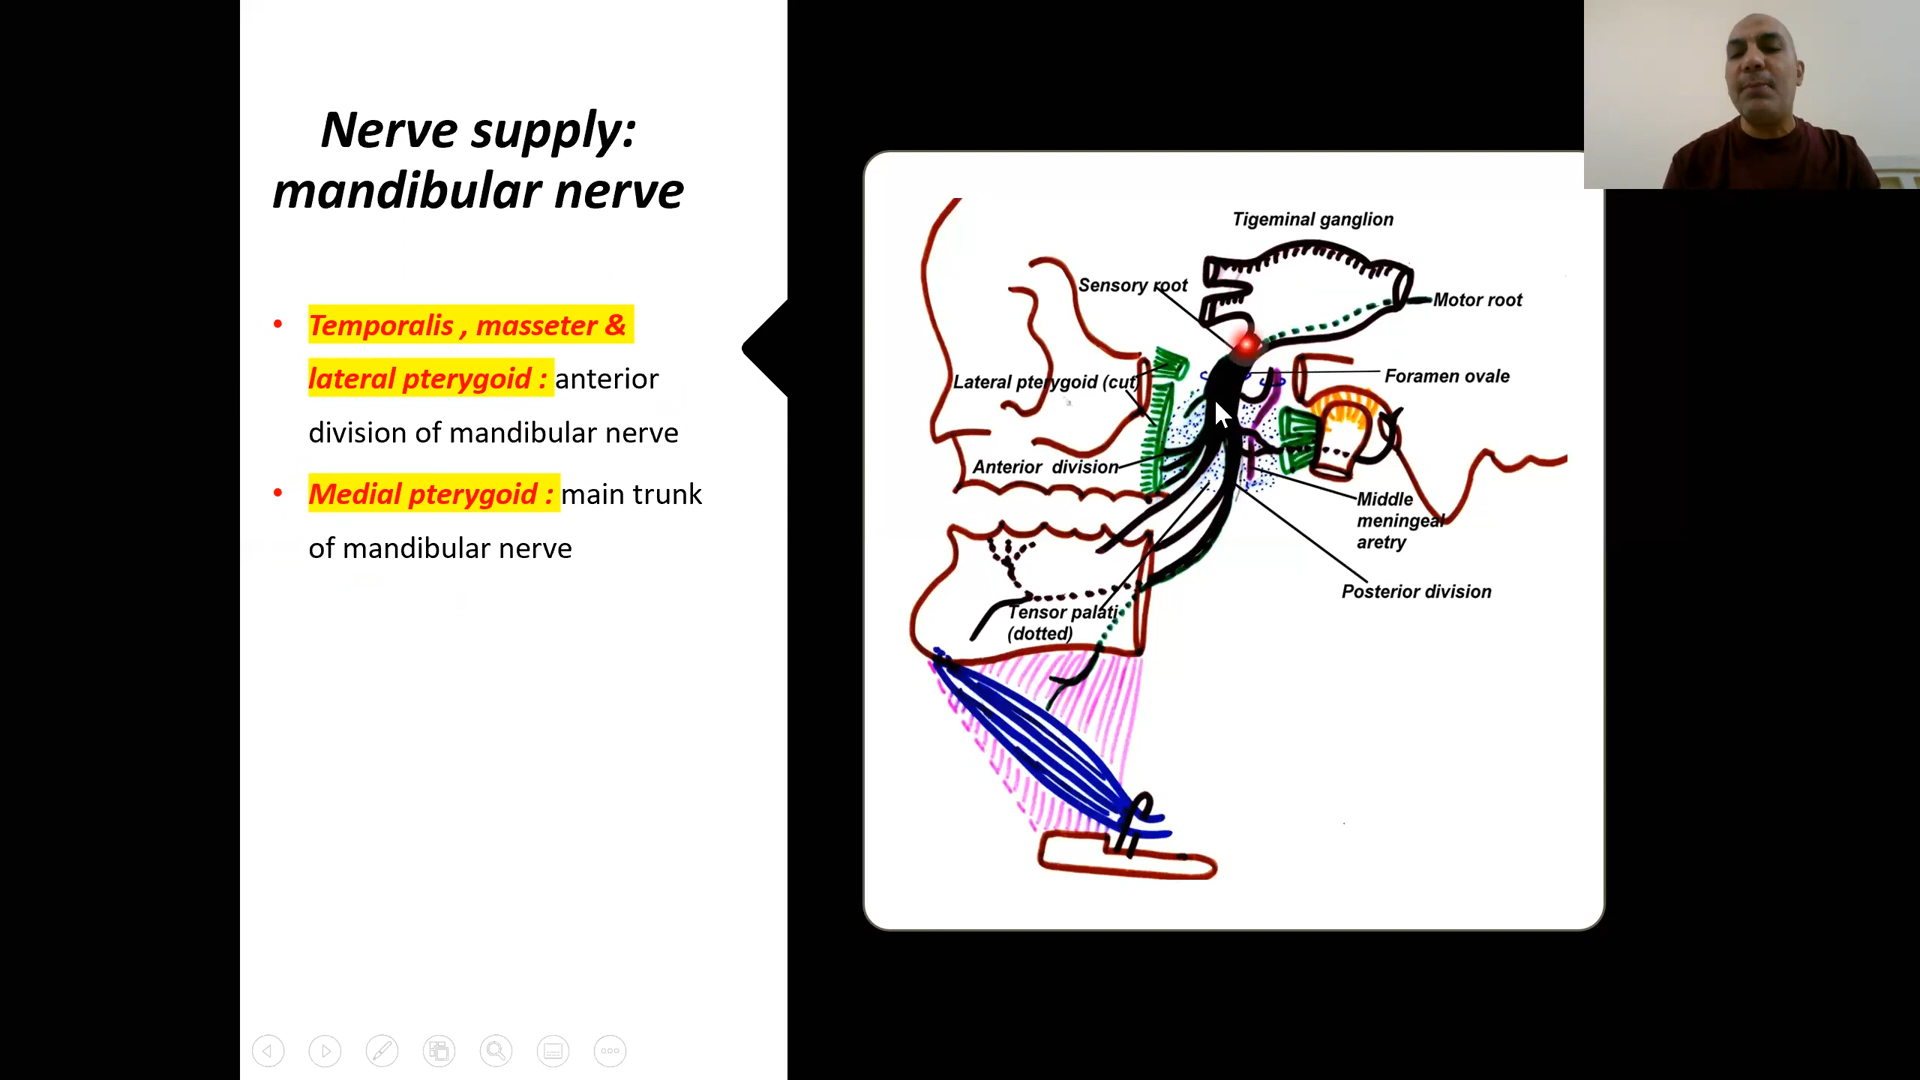 Nerve supply:
mandibular nerve
• Temporalis , masseter &
lateral pterygoid : anterior
division of mandibular nerve
• Medial pterygoid : main trunk
of mandibular nerve
Tigeminal ganglion
Sensory root
Motor root
Lateral pterygoid (cut)
Foramen ovale
Anterior division
Middle
meningeal
aretry
Posterior division
Tensor palati
(dotted)